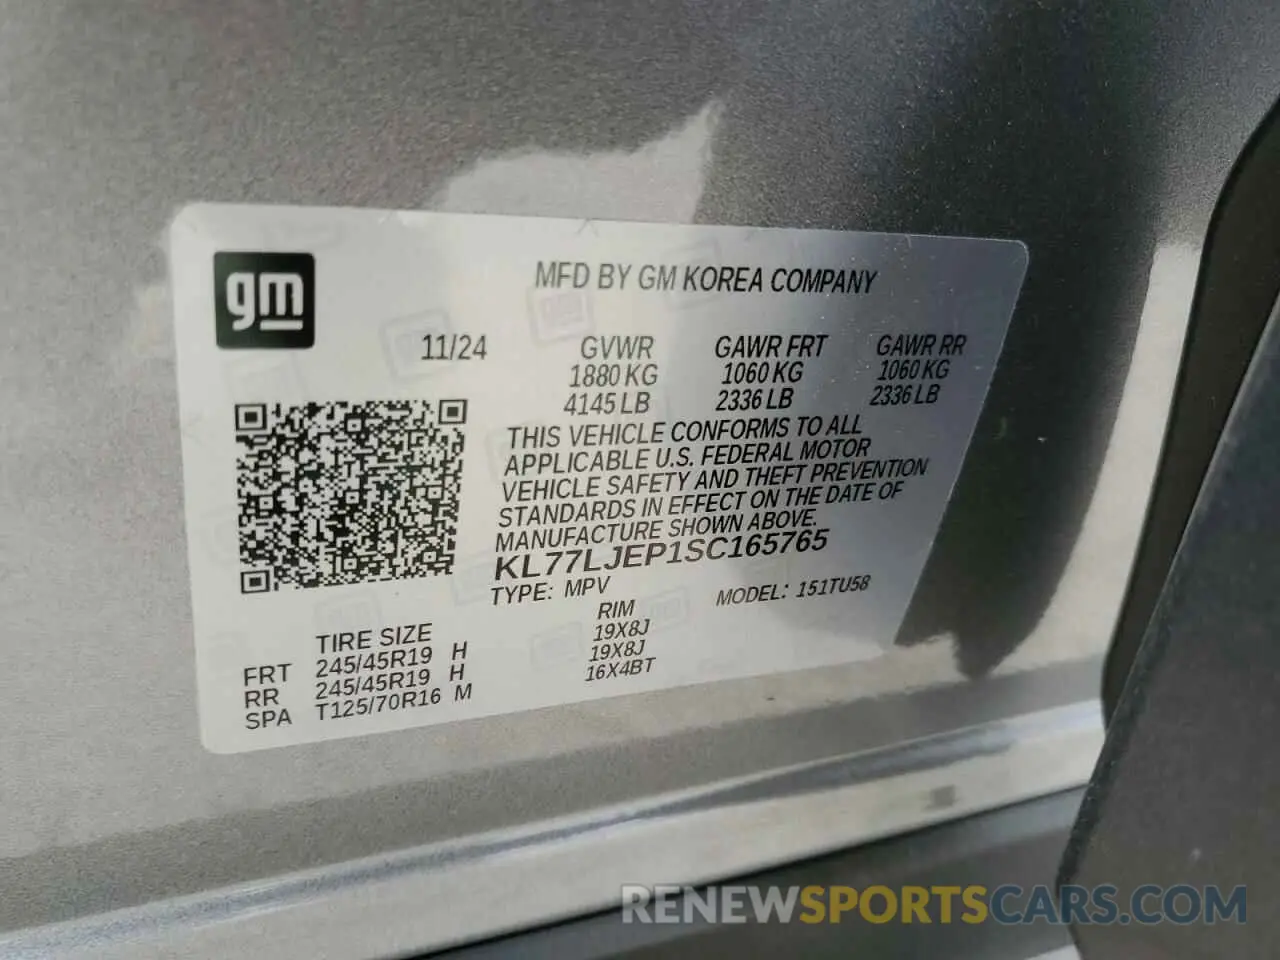 gm
MFD BY GM KOREA COMPANY
11/24 GVWR GAWR FRT GAWR RR
1880 KG 1060 KG 1060 KG
4145 LB 2336 LB 2336 LB
THIS VEHICLE CONFORMS TO ALL
APPLICABLE U.S. FEDERAL MOTOR
VEHICLE SAFETY AND THEFT PREVENTION
STANDARDS IN EFFECT ON THE DATE OF
MANUFACTURE SHOWN ABOVE.
KL77LJEP1SC165765
TYPE: MPV MODEL: 151TU58
TIRE SIZE RIM
FRT 245/45R19 H 19X8J
RR 245/45R19 H 19X8J
SPA T125/70R16 M 16X4BT
RENEWSPORTSCARS.COM